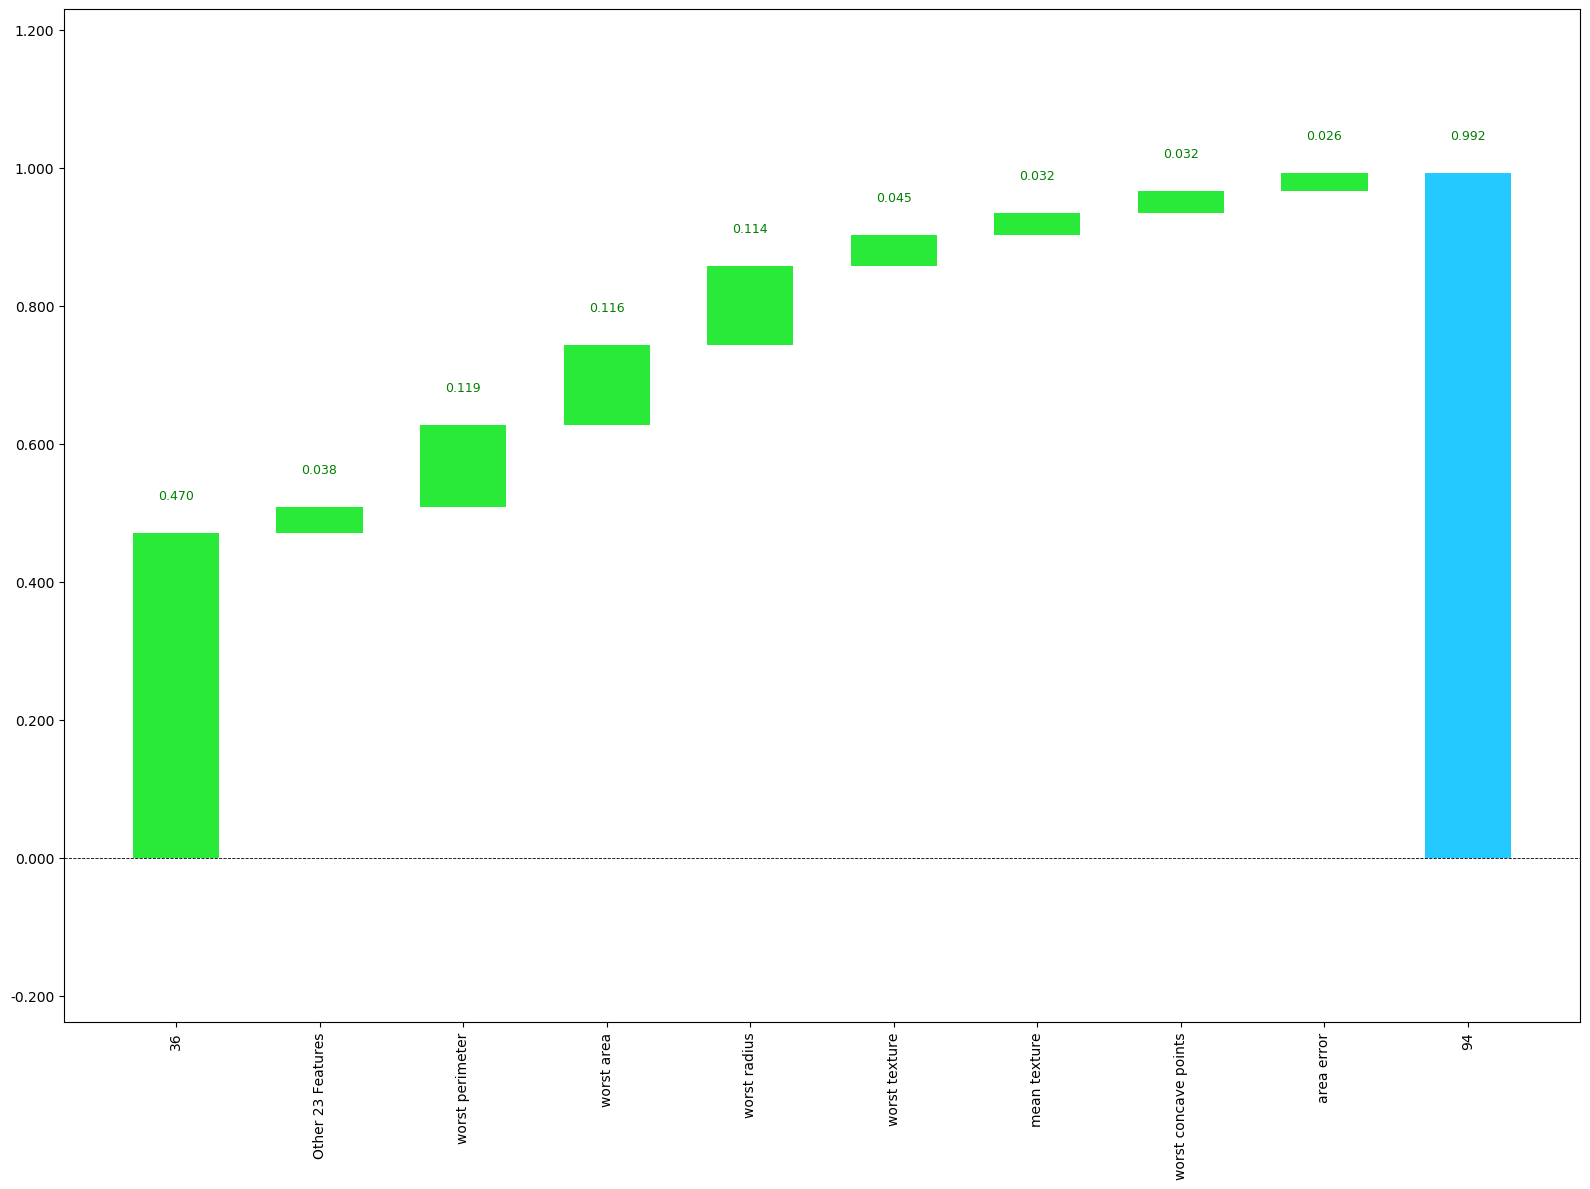 1.200
1.000
0.800
0.600
0.400
0.200
0.000
-0.200
0.470
0.038
0.119
0.116
0.114
0.045
0.032
0.032
0.026
0.992
36
Other 23 Features
worst perimeter
worst area
worst radius
worst texture
mean texture
worst concave points
area error
94